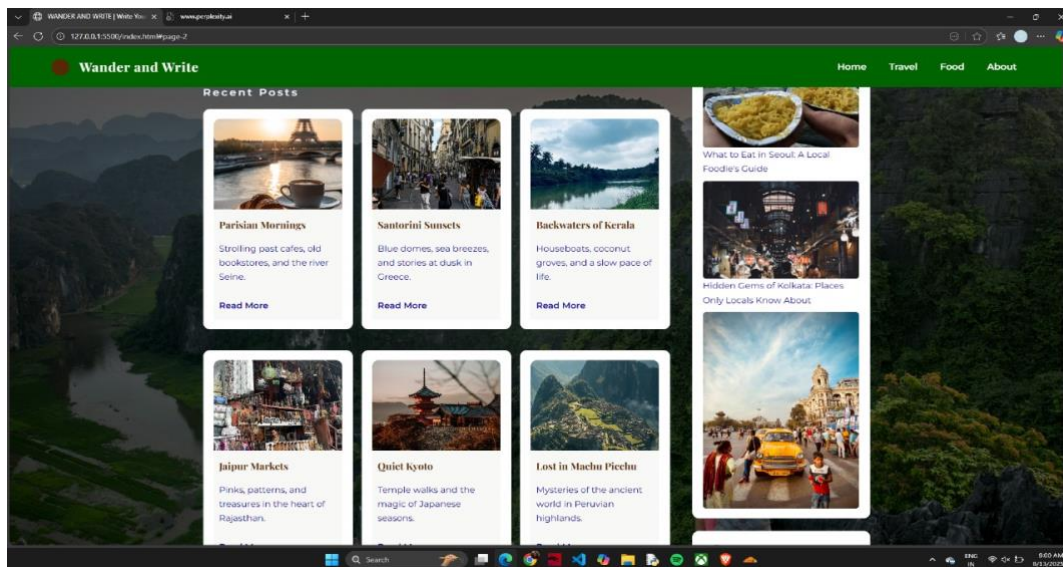 WANDER AND WRITE | Write You
www.perplexity.ai
127.0.0.1:5500/index.html#page-2
Wander and Write
Home Travel Food About
Recent Posts
Parisian Mornings
Strolling past cafes, old
bookstores, and the river
Seine.
Read More
Santorini Sunsets
Blue domes, sea breezes,
and stories at dusk in
Greece.
Read More
Backwaters of Kerala
Houseboats, coconut
groves, and a slow pace of
life.
Read More
Jaipur Markets
Pinks, patterns, and
treasures in the heart of
Rajasthan.
Quiet Kyoto
Temple walks and the
magic of Japanese
seasons.
Lost in Machu Picchu
Mysteries of the ancient
world in Peruvian
highlands.
What to Eat in Seoul: A Local
Foodie's Guide
Hidden Gems of Kolkata: Places
Only Locals Know About
Search
ENG
IN